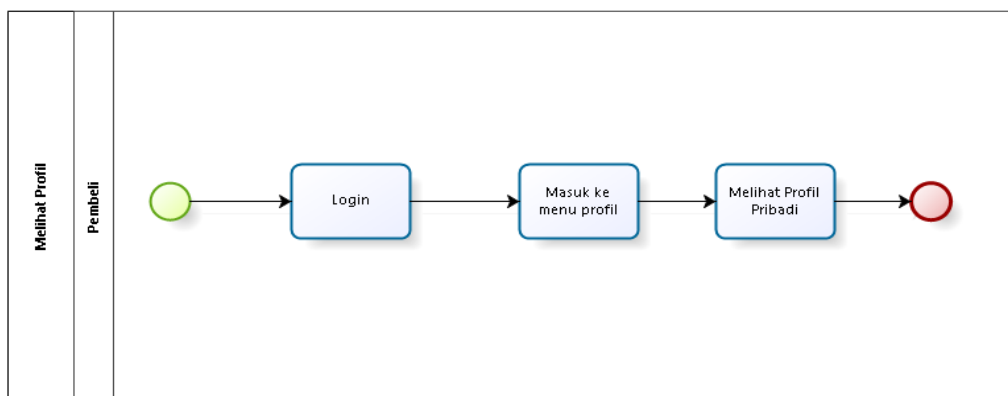 Melihat Profil
Pembeli
Login
Masuk ke
menu profil
Melihat Profil
Pribadi